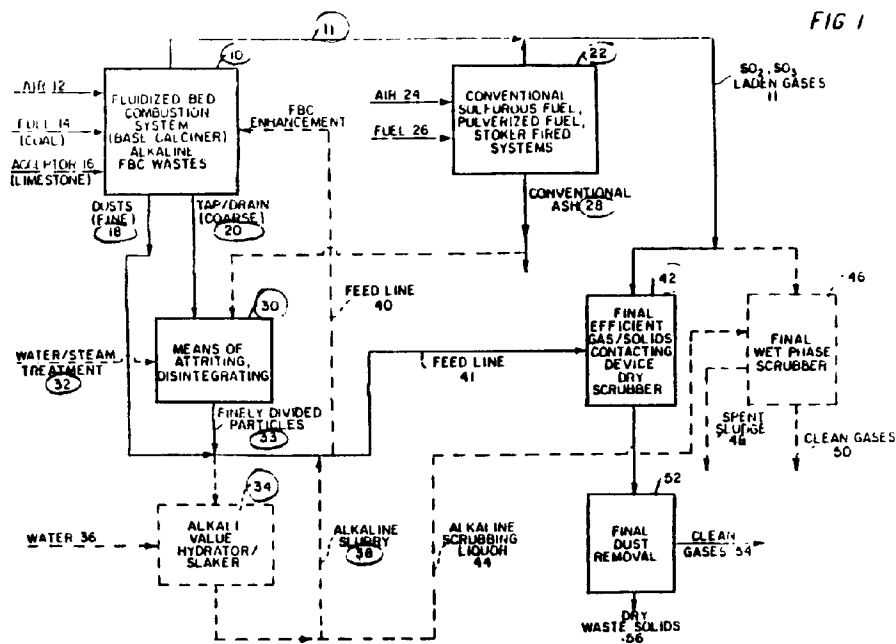 FIG 1
11
10
22
SO2, SO3
LADEN GASES
11
AIR 12
FUEL 14
(COAL)
ACCEPTOR 16
(LIMESTONE)
FLUIDIZED BED
COMBUSTION
SYSTEM
(BASE CALCINER)
ALKALINE
FBC WASTES
FBC
ENHANCEMENT
AIR 24
FUEL 26
CONVENTIONAL
SULFUROUS FUEL,
PULVERIZED FUEL,
STOKER FIRED
SYSTEMS
DUSTS
(FINE)
18
TAP/DRAIN
(COARSE)
20
CONVENTIONAL
ASH 28
30
FEED LINE
40
42
46
WATER/STEAM
TREATMENT
32
MEANS OF
ATTRITING,
DISINTEGRATING
FEED LINE
41
FINAL
EFFICIENT
GAS/SOLIDS
CONTACTING
DEVICE
DRY
SCRUBBER
FINAL
WET PHASE
SCRUBBER
FINELY DIVIDED
PARTICLES
33
SPENT
SLUDGE
48
CLEAN GASES
50
34
WATER 36
ALKALI
VALUE
HYDRATOR/
SLAKER
ALKALINE
SLURRY
38
ALKALINE
SCRUBBING
LIQUOR
44
52
FINAL
DUST
REMOVAL
CLEAN
GASES 54
DRY
WASTE SOLIDS
56